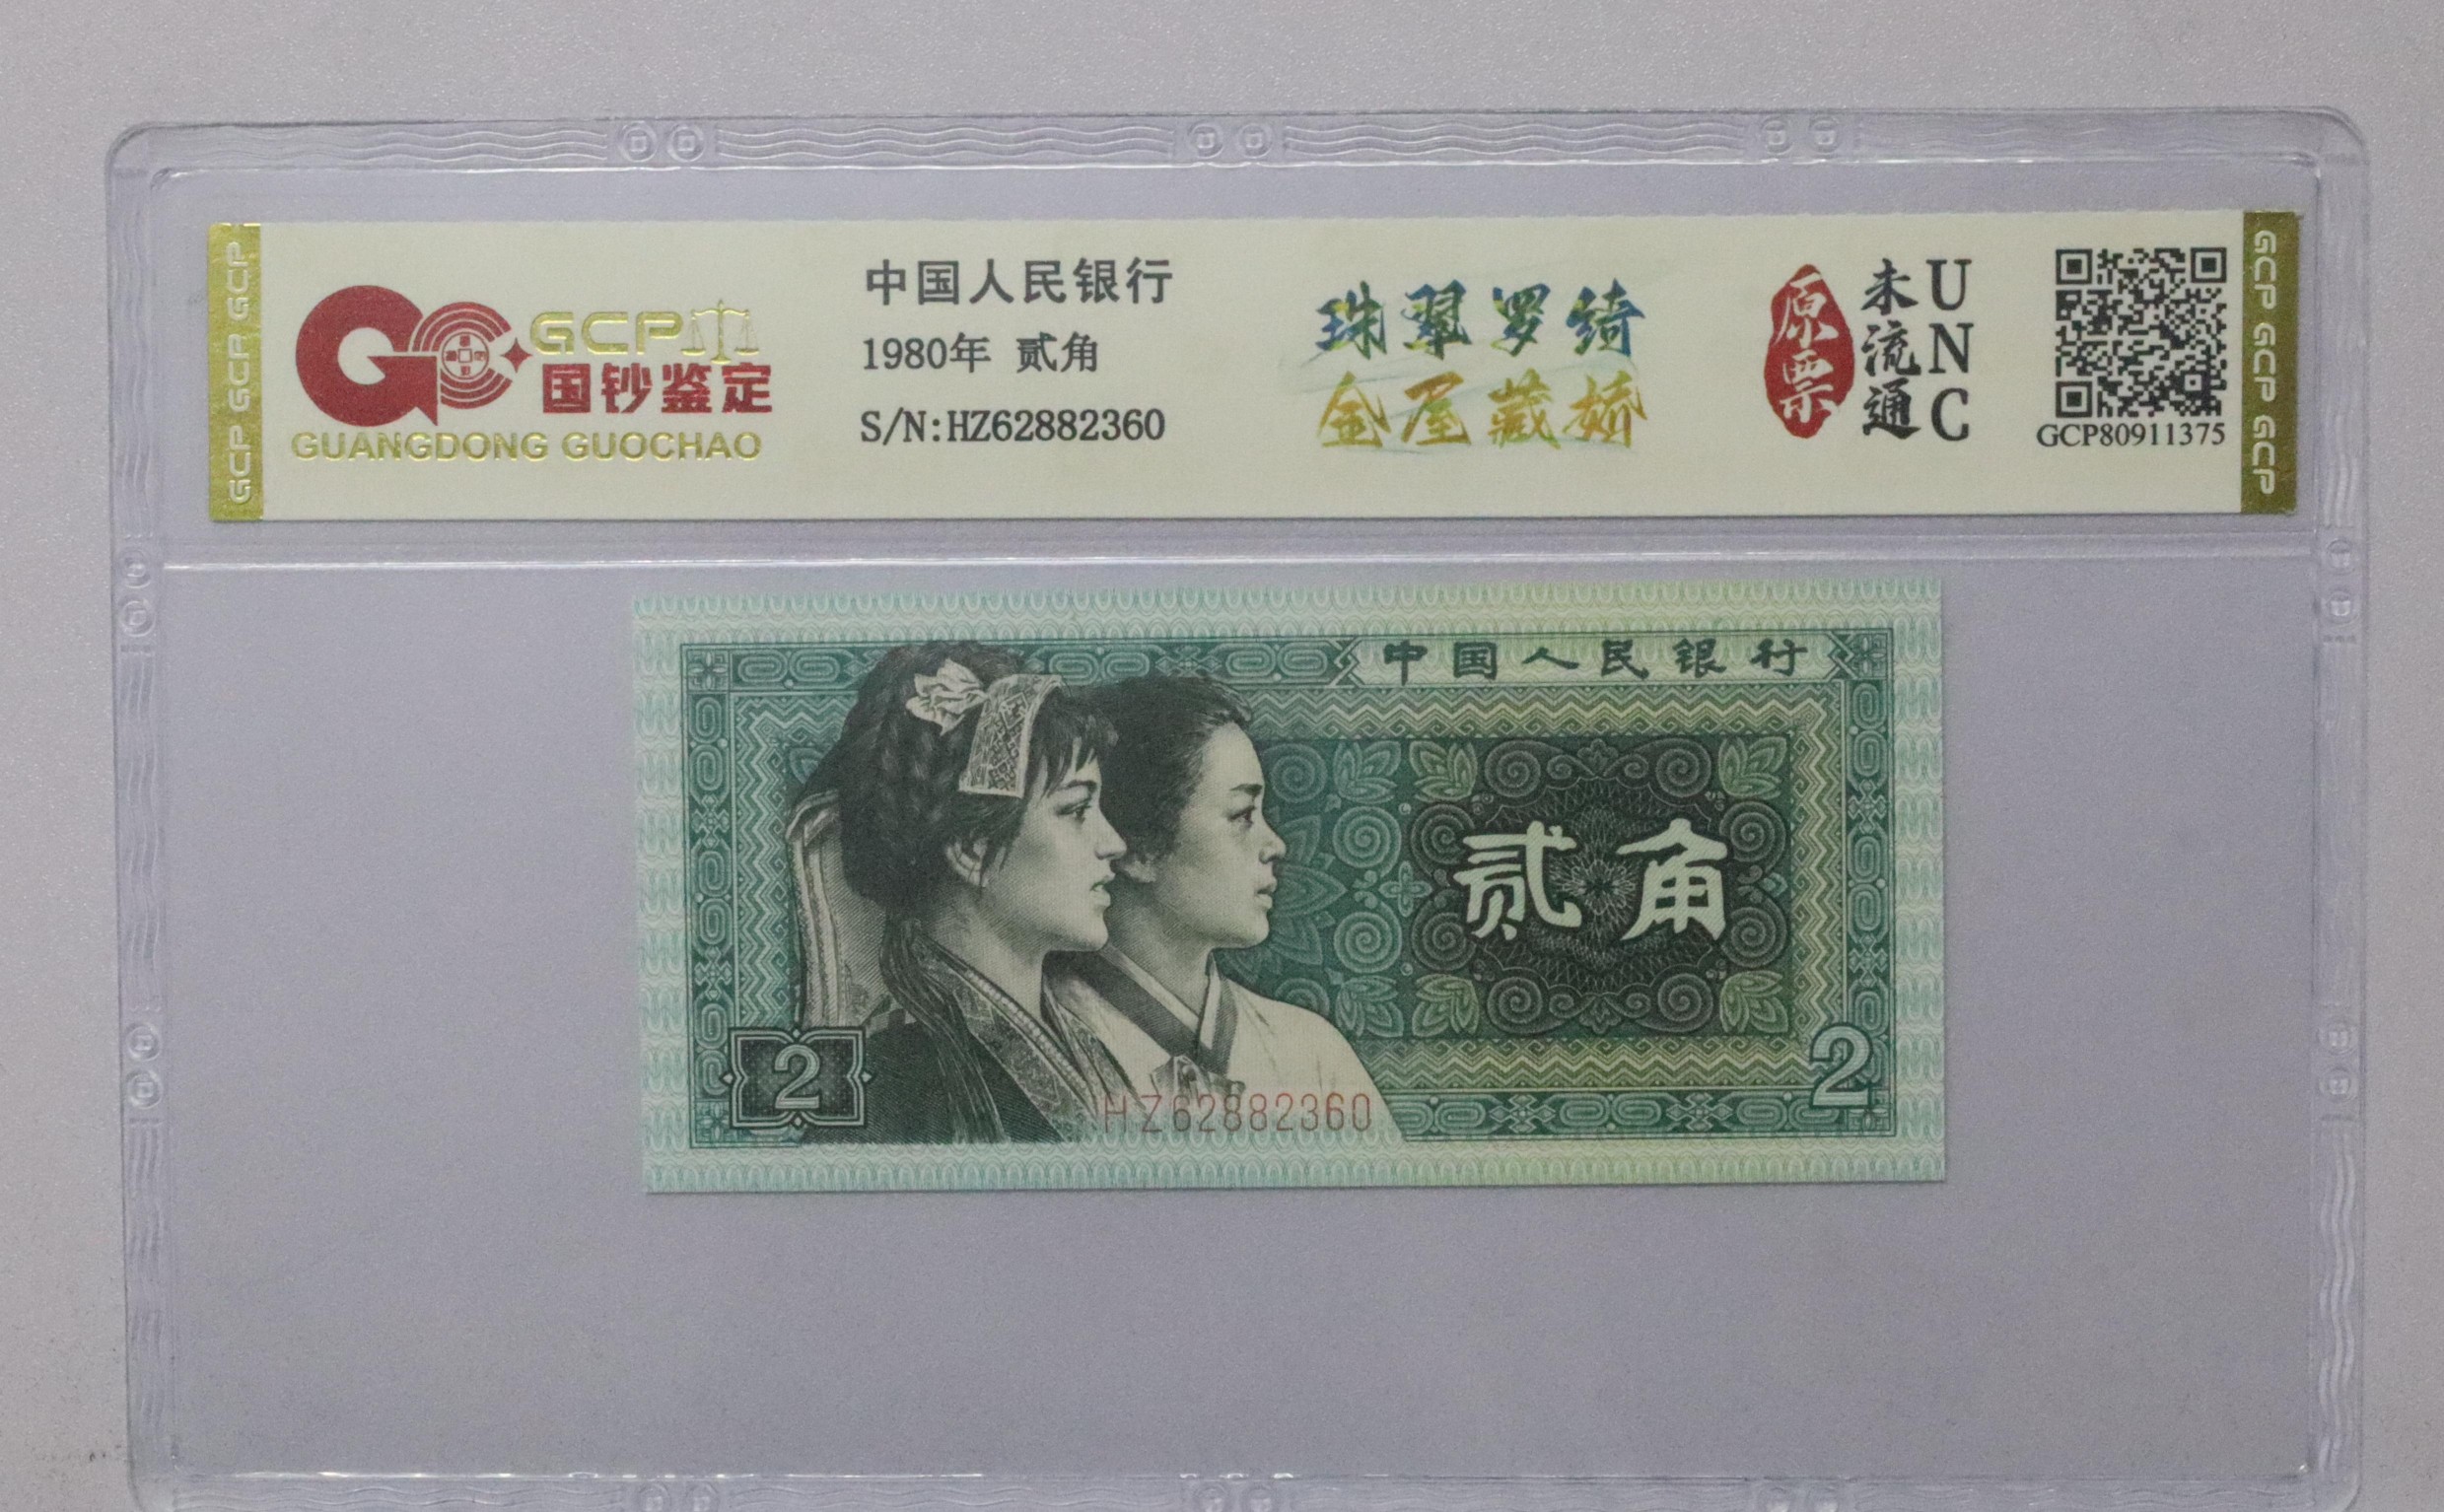 GCP GCP GCP GCP
GCP
国钞鉴定
GUANGDONG GUOCHAO
中国人民银行
1980年 贰角
S/N:HZ62882360
珠翠罗绮
金屋藏娇
原票
未流通
UNC
GCP80911375
GCP GCP GCP GCP
中国人民银行
贰角
2
2
HZ62882360